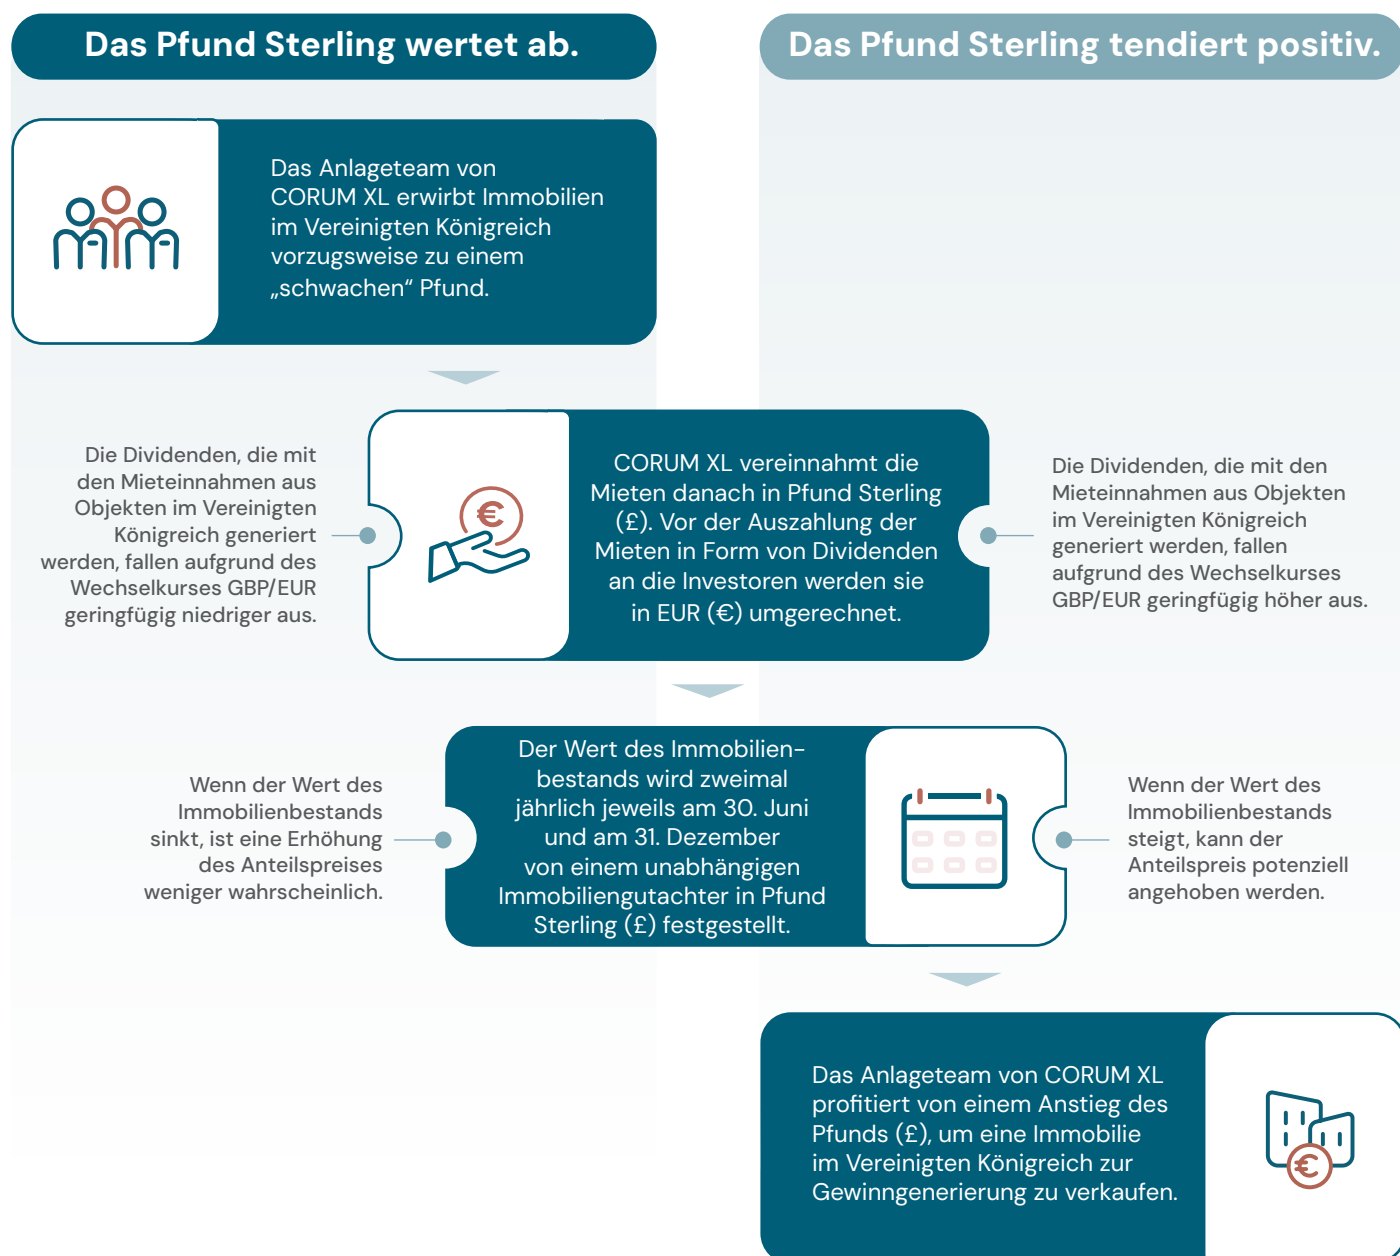 Das Pfund Sterling wertet ab.
Das Pfund Sterling tendiert positiv.
Das Anlageteam von
CORUM XL erwirbt Immobilien
im Vereinigten Königreich
vorzugsweise zu einem
„schwachen“ Pfund.
Die Dividenden, die mit
den Mieteinnahmen aus
Objekten im Vereinigten
Königreich generiert
werden, fallen aufgrund des
Wechselkurses GBP/EUR
geringfügig niedriger aus.
€
CORUM XL vereinnahmt die
Mieten danach in Pfund Sterling
(£). Vor der Auszahlung der
Mieten in Form von Dividenden
an die Investoren werden sie
in EUR (€) umgerechnet.
Die Dividenden, die mit den
Mieteinnahmen aus Objekten
im Vereinigten Königreich
generiert werden, fallen
aufgrund des Wechselkurses
GBP/EUR geringfügig höher aus.
Wenn der Wert des
Immobilienbestands
sinkt, ist eine Erhöhung
des Anteilspreises
weniger wahrscheinlich.
Der Wert des Immobilien-
bestands wird zweimal
jährlich jeweils am 30. Juni
und am 31. Dezember
von einem unabhängigen
Immobiliengutachter in Pfund
Sterling (£) festgestellt.
Wenn der Wert des
Immobilienbestands
steigt, kann der
Anteilspreis potenziell
angehoben werden.
Das Anlageteam von CORUM XL
profitiert von einem Anstieg des
Pfunds (£), um eine Immobilie
im Vereinigten Königreich zur
Gewinngenerierung zu verkaufen.
€